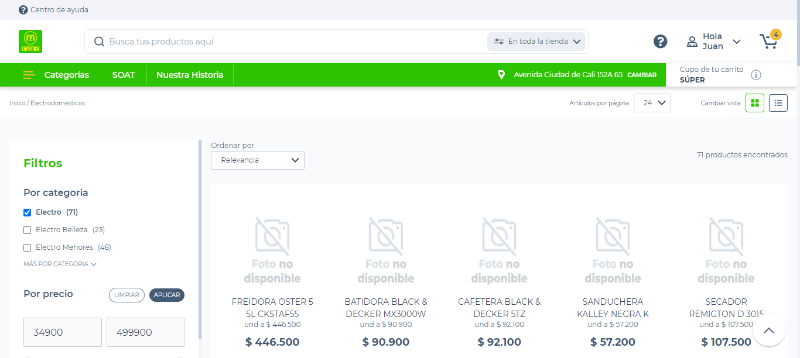 Centro de ayuda
Busca tus productos aquí
En toda la tienda
Hola
Juan
4
Categorías
SOAT
Nuestra Historia
Avenida Ciudad de Cali 152A 65 CAMBIAR
Cupo de tu carrito
SÚPER
Inicio / Electrodomesticos
Artículos por página
24
Cambiar vista
Filtros
Por categoria
Electro (71)
Electro Belleza (23)
Electro Menores (48)
MÁS POR CATEGORIA
Por precio
LIMPIAR
APLICAR
34900
499900
Ordenar por
Relevancia
71 productos encontrados
Foto no
disponible
FREIDORA OSTER 5
5L CKSTAF55
und a $ 446.500
$ 446.500
Foto no
disponible
BATIDORA BLACK &
DECKER MX3000W
und a $ 90.900
$ 90.900
Foto no
disponible
CAFETERA BLACK &
DECKER 5TZ
und a $ 92.100
$ 92.100
Foto no
disponible
SANDUCHERA
KALLEY NEGRA K
und a $ 57.200
$ 57.200
Foto no
disponible
SECADOR
REMIGTON D 3015
und a $ 107.500
$ 107.500